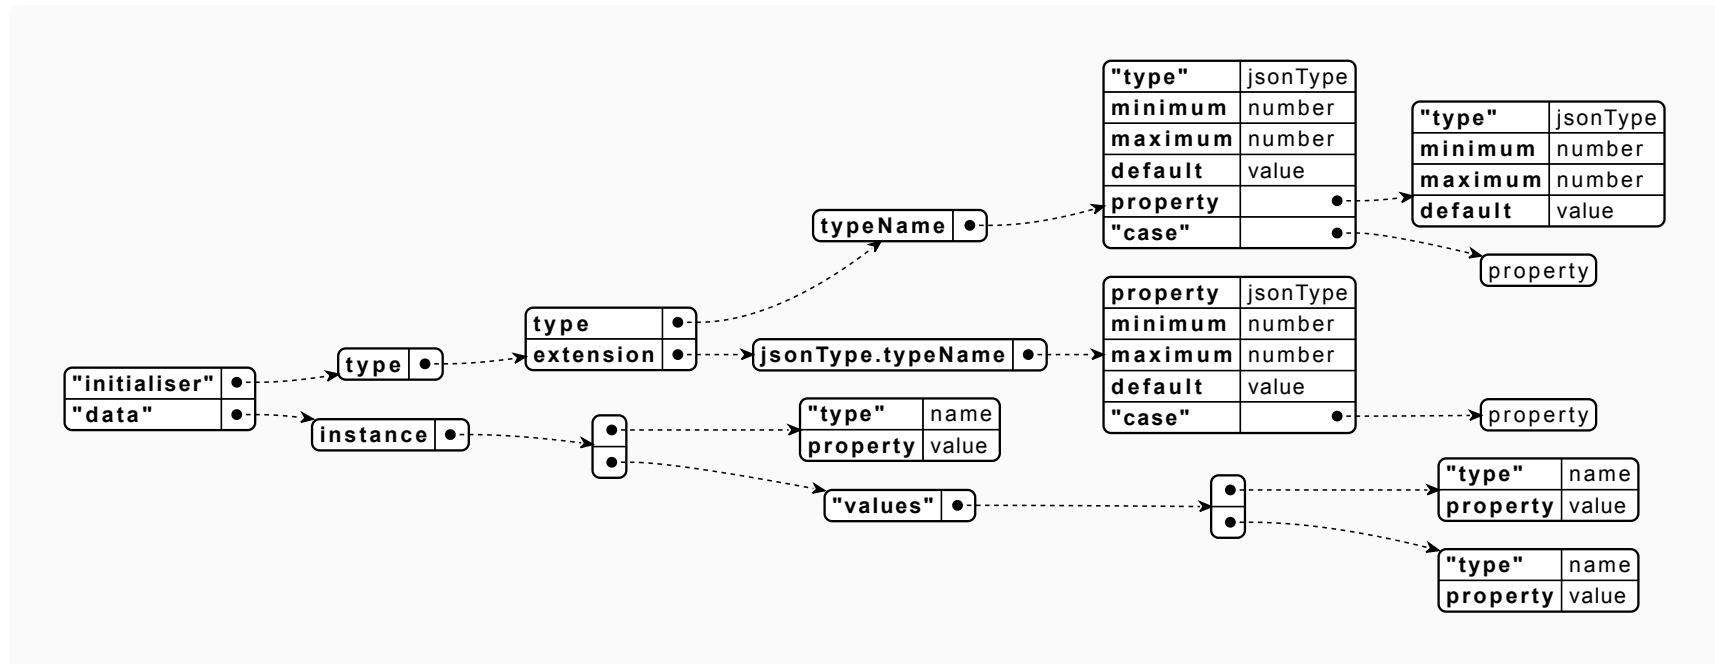 "initialiser"
"data"
type
instance
type
extension
typeName
jsonType.typeName
"type" jsonType
minimum number
maximum number
default value
property
"case"
"type" jsonType
minimum number
maximum number
default value
property
property jsonType
minimum number
maximum number
default value
"case"
property
"type" name
property value
"values"
"type" name
property value
"type" name
property value